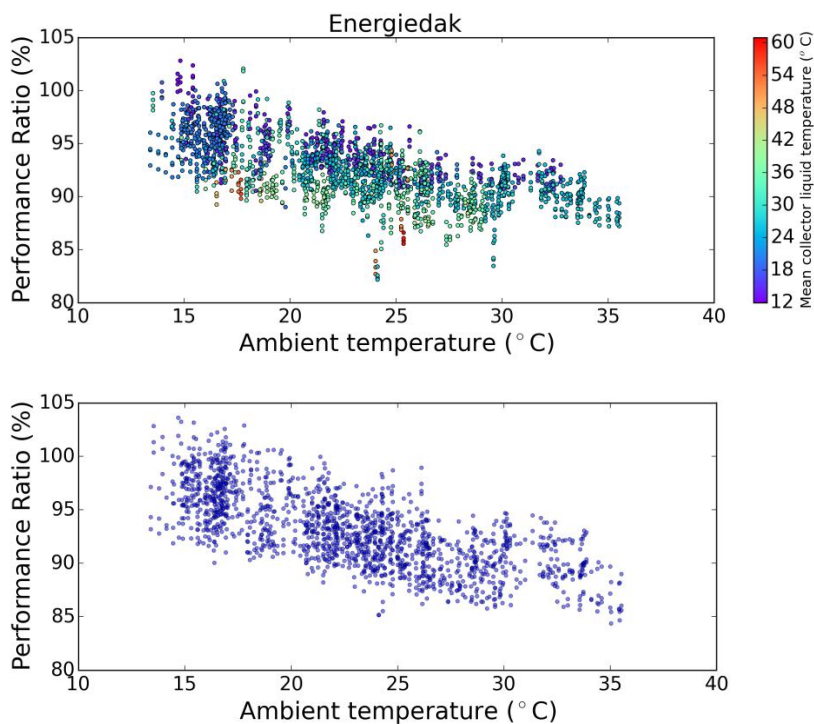 Energiedak
105
100
95
90
85
80
Performance Ratio (%)
10 15 20 25 30 35 40
Ambient temperature (°C)
60
54
48
42
36
30
24
18
12
Mean collector liquid temperature (°C)
105
100
95
90
85
80
Performance Ratio (%)
10 15 20 25 30 35 40
Ambient temperature (°C)